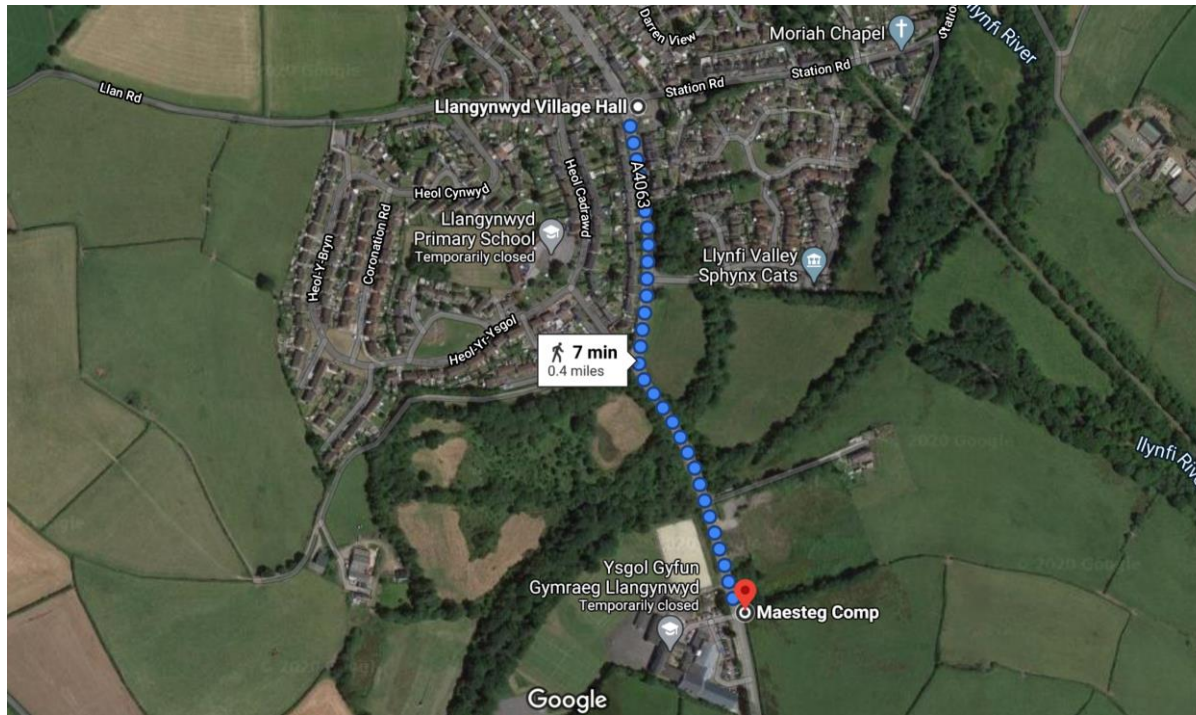 Darren View
Moriah Chapel
Station
Llynfi River
Station Rd
Station Rd
Llan Rd
Llangynwyd Village Hall
A4063
Heol Cadrawd
Heol Cynwyd
Coronation Rd
Heol-Y-Bryn
Llangynwyd
Primary School
Temporarily closed
Llynfi Valley
Sphynx Cats
Heol-Yr-Ysgol
7 min
0.4 miles
llynfi River
Ysgol Gyfun
Gymraeg Llangynwyd
Temporarily closed
Maesteg Comp
Google